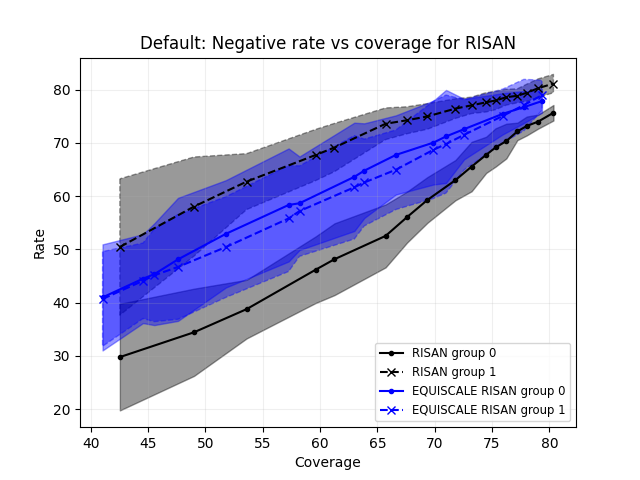 Default: Negative rate vs coverage for RISAN
80
70
60
50
40
30
20
Rate
40 45 50 55 60 65 70 75 80
Coverage
RISAN group 0
RISAN group 1
EQUISCALE RISAN group 0
EQUISCALE RISAN group 1